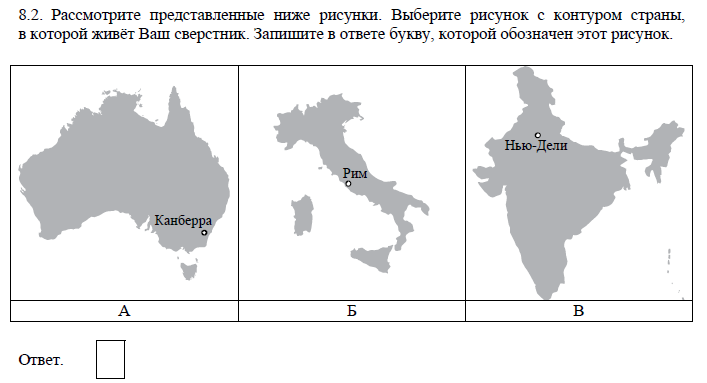 8.2. Рассмотрите представленные ниже рисунки. Выберите рисунок с контуром страны,
в которой живёт Ваш сверстник. Запишите в ответе букву, которой обозначен этот рисунок.
Канберра
Рим
Нью-Дели
А
Б
В
Ответ.